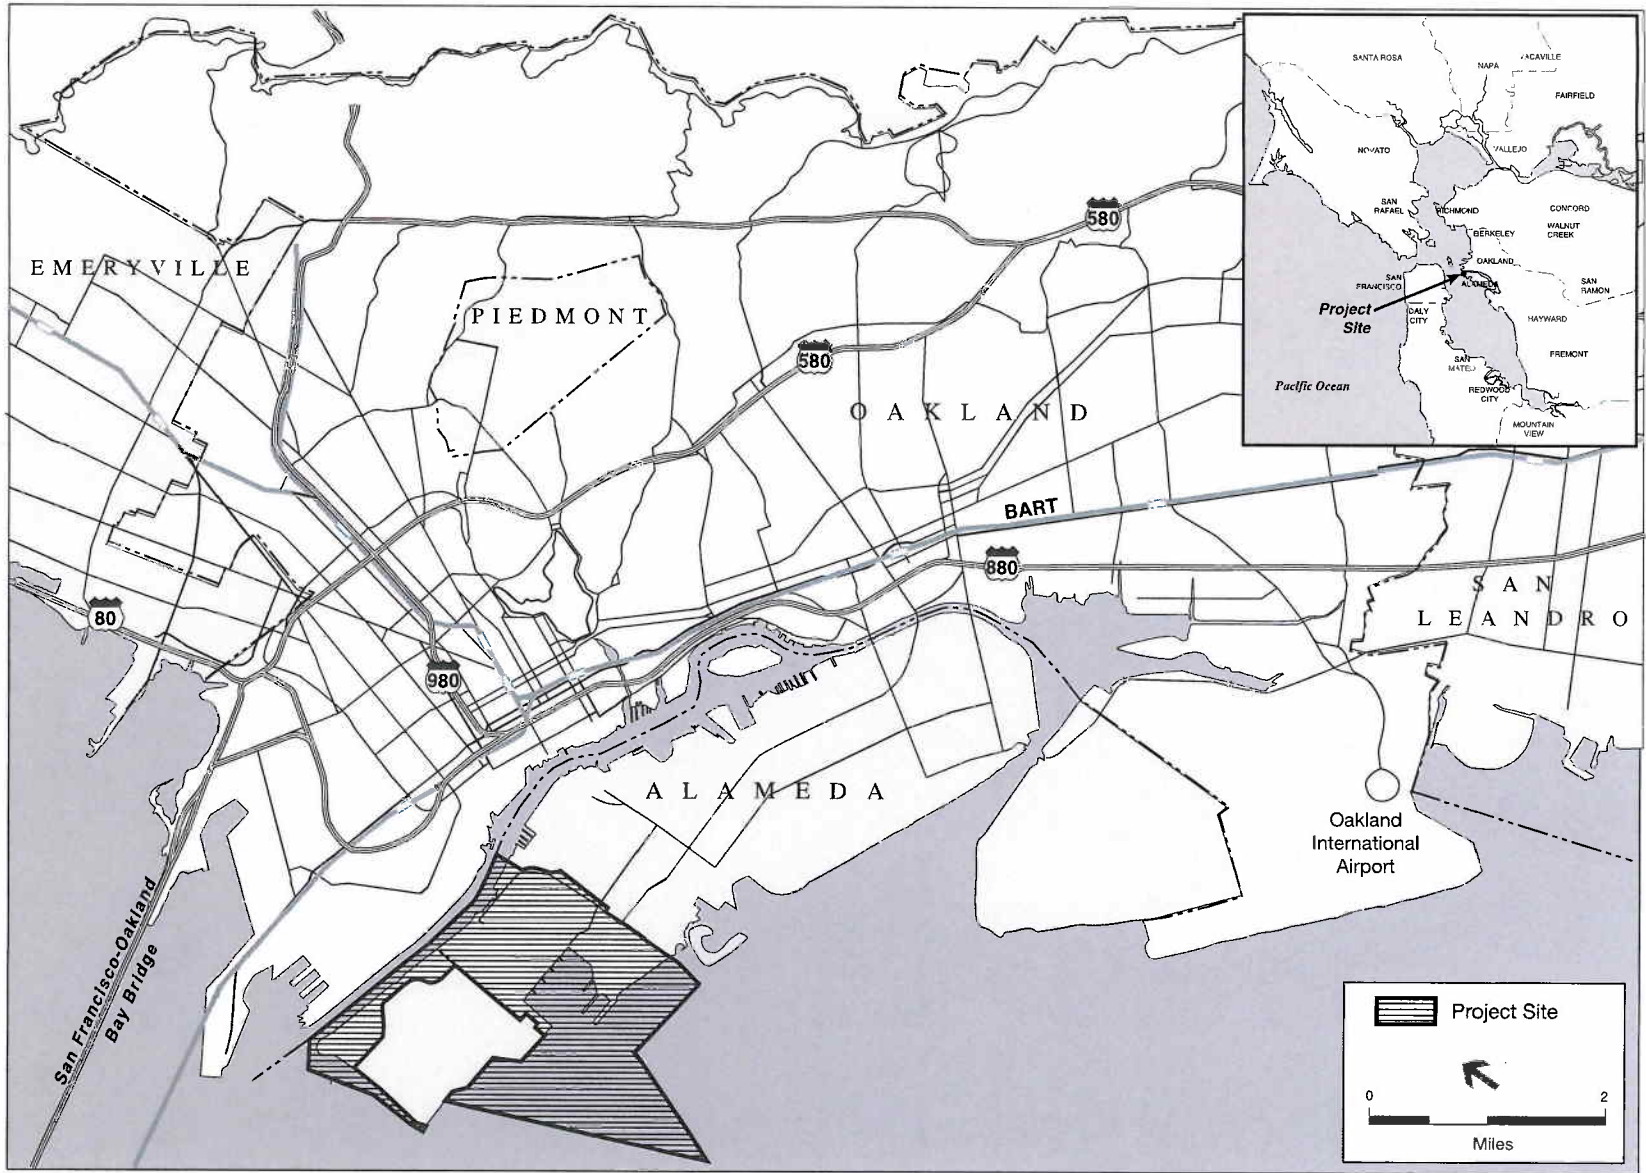 EMERYVILLE
PIEDMONT
580
580
OAKLAND
BART
880
80
980
SAN
LEANDRO
ALAMEDA
Oakland
International
Airport
San Francisco-Oakland
Bay Bridge
SANTA ROSA
NAPA
VACAVILLE
FAIRFIELD
NOVATO
VALLEJO
SAN
RAFAEL
RICHMOND
CONCORD
BERKELEY
WALNUT
CREEK
OAKLAND
SAN
FRANCISCO
ALAMEDA
SAN
RAMON
Project
Site
DALY
CITY
HAYWARD
SAN
MATEO
FREMONT
Pacific Ocean
REDWOOD
CITY
MOUNTAIN
VIEW
Project Site
0 2
Miles